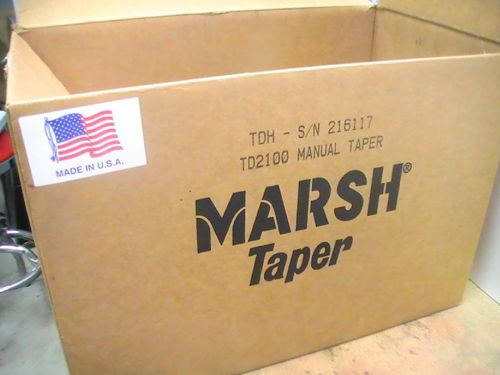 TDH - S/N 216117
TD2100 MANUAL TAPER
MARSH®
Taper
MADE IN U.S.A.